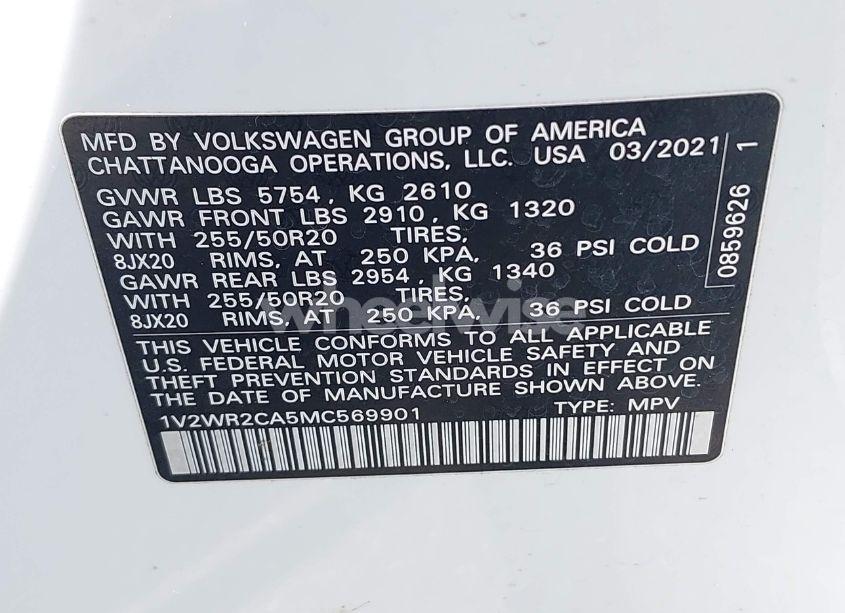 MFD BY VOLKSWAGEN GROUP OF AMERICA
CHATTANOOGA OPERATIONS, LLC. USA 03/2021
GVWR LBS 5754, KG 2610
GAWR FRONT LBS 2910, KG 1320
WITH 255/50R20 TIRES,
8JX20 RIMS, AT 250 KPA, 36 PSI COLD
GAWR REAR LBS 2954, KG 1340
WITH 255/50R20 TIRES,
8JX20 RIMS, AT 250 KPA, 36 PSI COLD
THIS VEHICLE CONFORMS TO ALL APPLICABLE
U.S. FEDERAL MOTOR VEHICLE SAFETY AND
THEFT PREVENTION STANDARDS IN EFFECT ON
THE DATE OF MANUFACTURE SHOWN ABOVE.
1V2WR2CA5MC569901 TYPE: MPV
0859626 1
wheelwise